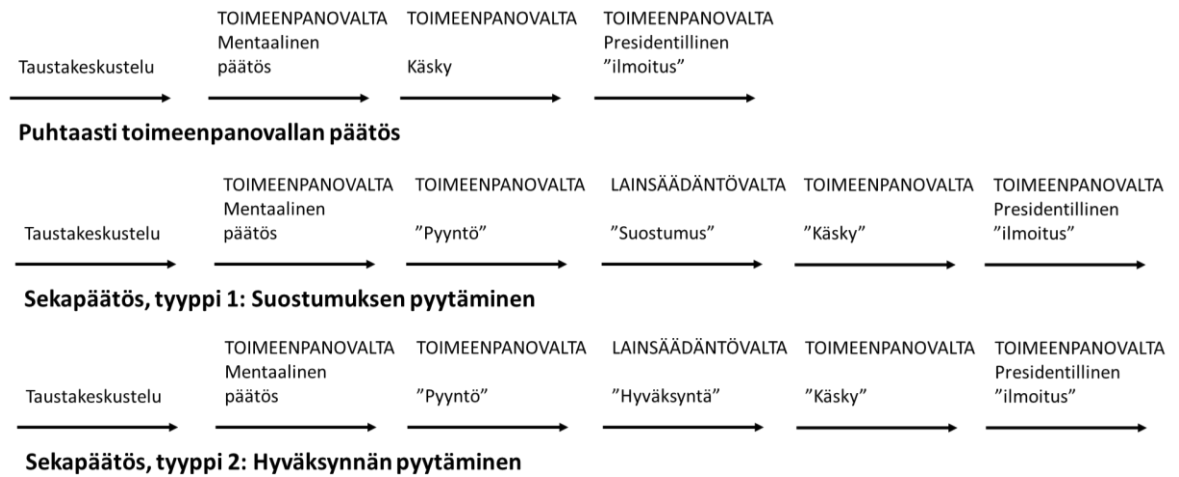 TOIMEENPANOVALTA TOIMEENPANOVALTA TOIMEENPANOVALTA
Mentaalinen Presidentillinen
Taustakeskustelu päätös Käsky ”ilmoitus”
Puhtaasti toimeenpanovallan päätös
TOIMEENPANOVALTA TOIMEENPANOVALTA LAINSÄÄDÄNTÖVALTA TOIMEENPANOVALTA TOIMEENPANOVALTA
Mentaalinen Presidentillinen
Taustakeskustelu päätös ”Pyyntö” ”Suostumus” ”Käsky” ”ilmoitus”
Sekapäätös, tyyppi 1: Suostumuksen pyytäminen
TOIMEENPANOVALTA TOIMEENPANOVALTA LAINSÄÄDÄNTÖVALTA TOIMEENPANOVALTA TOIMEENPANOVALTA
Mentaalinen Presidentillinen
Taustakeskustelu päätös ”Pyyntö” ”Hyväksyntä” ”Käsky” ”ilmoitus”
Sekapäätös, tyyppi 2: Hyväksynnän pyytäminen